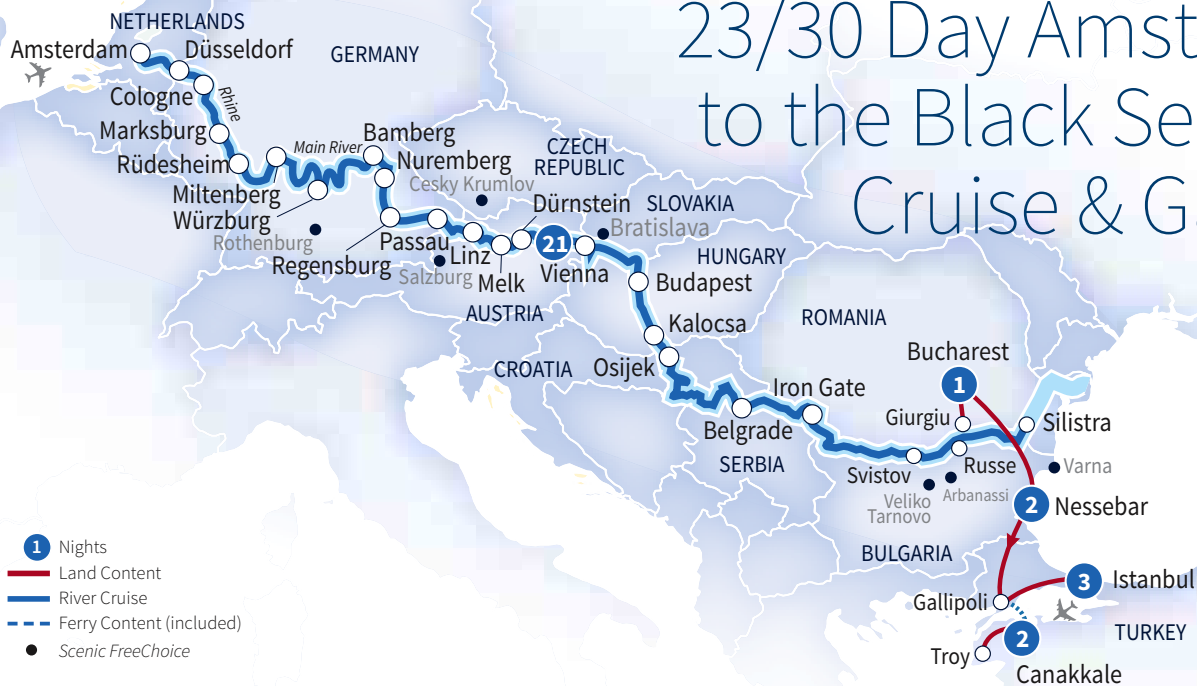 23/30 Day Amst
to the Black Se
Cruise & G
NETHERLANDS
Amsterdam
Düsseldorf
GERMANY
Cologne
Rhine
Marksburg
Rüdesheim
Main River
Bamberg
Nuremberg
Miltenberg
Würzburg
Rothenburg
Regensburg
Cesky Krumlov
CZECH
REPUBLIC
Dürnstein
SLOVAKIA
Bratislava
Passau
Linz
Salzburg
Melk
21
Vienna
HUNGARY
Budapest
AUSTRIA
Kalocsa
ROMANIA
CROATIA
Osijek
Bucharest
1
Iron Gate
Giurgiu
Silistra
Belgrade
SERBIA
Svistov
Russe
Varna
Veliko
Tarnovo
Arbanassi
2
Nessebar
BULGARIA
3
Istanbul
Gallipoli
TURKEY
2
Troy
Canakkale
1
Nights
Land Content
River Cruise
Ferry Content (included)
Scenic FreeChoice